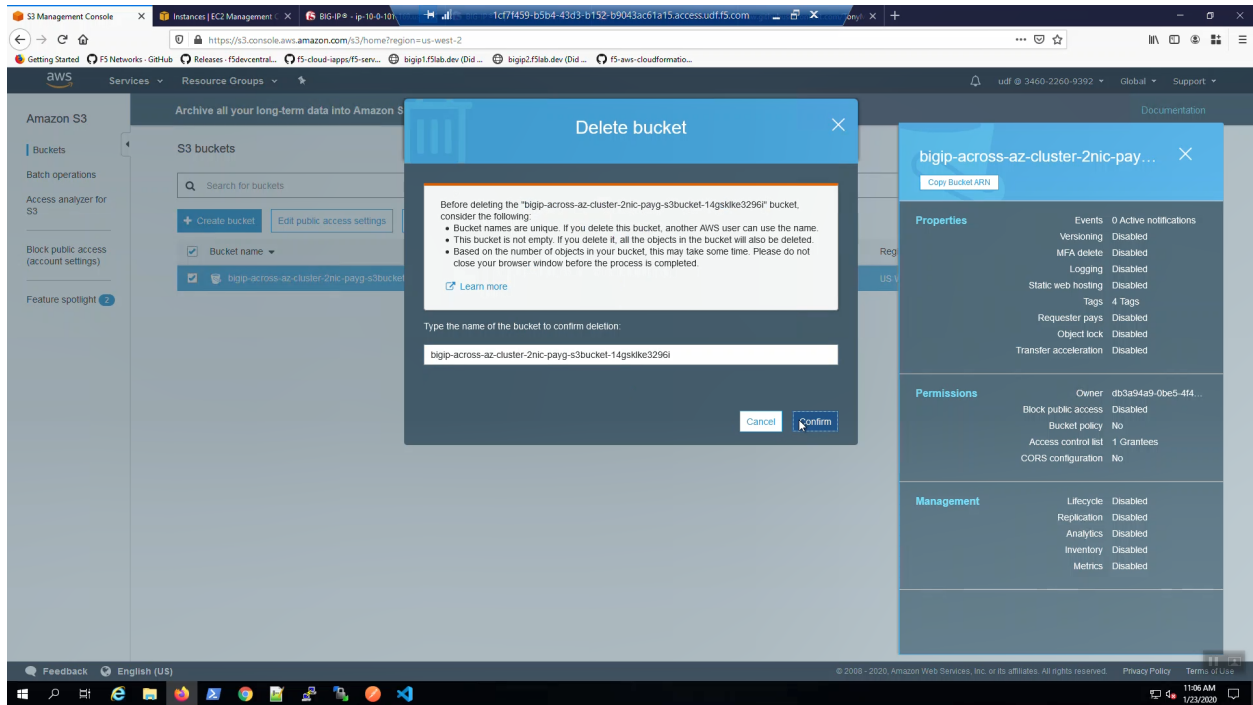 S3 Management Console
Instances | EC2 Management C
BIG-IP® - ip-10-0-101
1cf7f459-b5b4-43d3-b152-b9043ac61a15.access.udf.f5.com
https://s3.console.aws.amazon.com/s3/home?region=us-west-2
Getting Started
F5 Networks - GitHub
Releases · f5devcentral...
f5-cloud-iapps/f5-serv...
bigip1.f5lab.dev (Did ...
bigip2.f5lab.dev (Did ...
f5-aws-cloudformatio...
aws
Services
Resource Groups
udf @ 3460-2260-9392
Global
Support
Amazon S3
Buckets
Batch operations
Access analyzer for
S3
Block public access
(account settings)
Feature spotlight 2
Archive all your long-term data into Amazon S
Documentation
S3 buckets
Search for buckets
+ Create bucket
Edit public access settings
Bucket name
Reg
bigip-across-az-cluster-2nic-payg-s3bucket
US W
Delete bucket
Before deleting the "bigip-across-az-cluster-2nic-payg-s3bucket-14gsklke3296i" bucket,
consider the following:
• Bucket names are unique. If you delete this bucket, another AWS user can use the name.
• This bucket is not empty. If you delete it, all the objects in the bucket will also be deleted.
• Based on the number of objects in your bucket, this may take some time. Please do not
close your browser window before the process is completed.
Learn more
Type the name of the bucket to confirm deletion:
bigip-across-az-cluster-2nic-payg-s3bucket-14gsklke3296i
Cancel
Confirm
bigip-across-az-cluster-2nic-pay...
Copy Bucket ARN
Properties
Events 0 Active notifications
Versioning Disabled
MFA delete Disabled
Logging Disabled
Static web hosting Disabled
Tags 4 Tags
Requester pays Disabled
Object lock Disabled
Transfer acceleration Disabled
Permissions
Owner db3a94a9-0be5-4f4...
Block public access Disabled
Bucket policy No
Access control list 1 Grantees
CORS configuration No
Management
Lifecycle Disabled
Replication Disabled
Analytics Disabled
Inventory Disabled
Metrics Disabled
Feedback
English (US)
© 2008 - 2020, Amazon Web Services, Inc. or its affiliates. All rights reserved.
Privacy Policy
Terms of Use
11:06 AM
1/23/2020